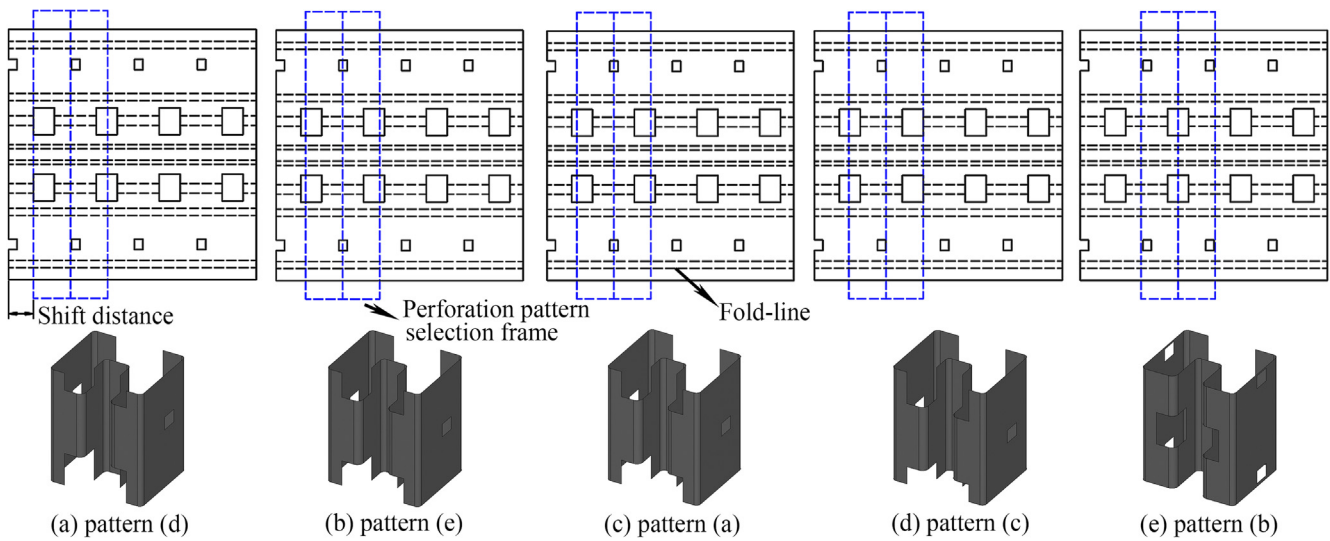 Shift distance
Perforation pattern
selection frame
Fold-line
(a) pattern (d)
(b) pattern (e)
(c) pattern (a)
(d) pattern (c)
(e) pattern (b)